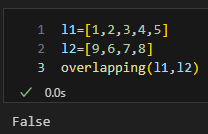 1 l1=[1,2,3,4,5]
2 l2=[9,6,7,8]
3 overlapping(l1,l2)
✓ 0.0s
False